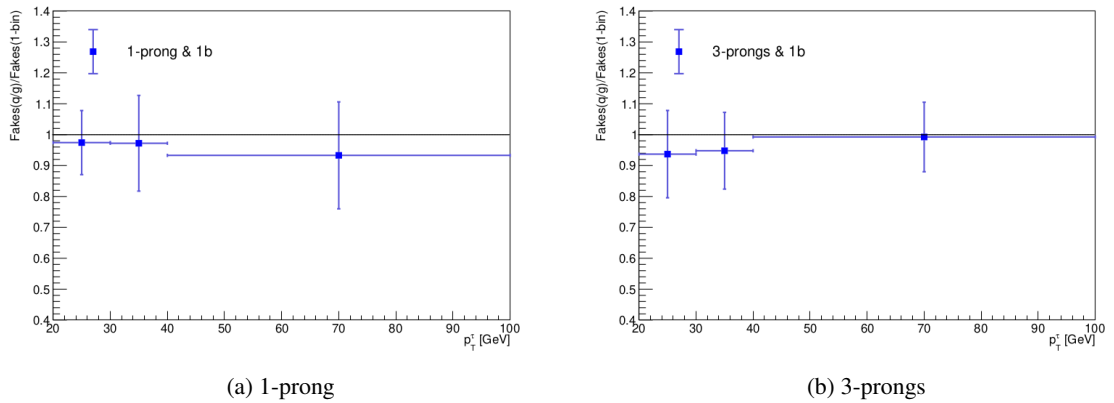 Fakes(q/g)/Fakes(1-bin)
1.4
1.3
1.2
1.1
1
0.9
0.8
0.7
0.6
0.5
0.4
1-prong & 1b
20 30 40 50 60 70 80 90 100
p_T^τ [GeV]
(a) 1-prong
Fakes(q/g)/Fakes(1-bin)
1.4
1.3
1.2
1.1
1
0.9
0.8
0.7
0.6
0.5
0.4
3-prongs & 1b
20 30 40 50 60 70 80 90 100
p_T^τ [GeV]
(b) 3-prongs